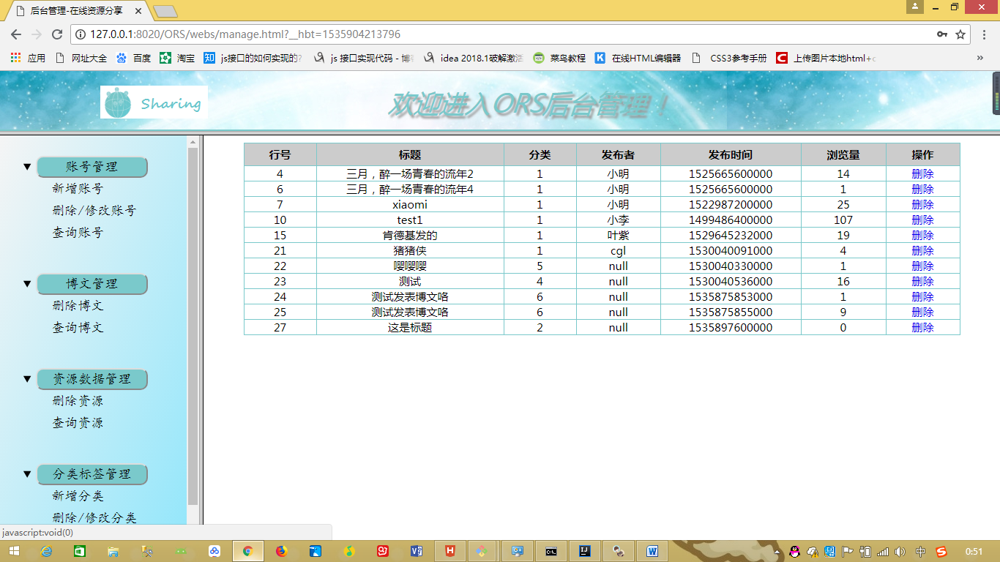 后台管理-在线资源分享
127.0.0.1:8020/ORS/webs/manage.html?__hbt=1535904213796
应用 网址大全 百度 淘宝 js接口的如何实现的? js 接口实现代码 - 博 idea 2018.1破解激活 菜鸟教程 在线HTML编辑器 CSS3参考手册 上传图片本地html+c »
Sharing
欢迎进入ORS后台管理！
账号管理
新增账号
删除/修改账号
查询账号
博文管理
删除博文
查询博文
资源数据管理
删除资源
查询资源
分类标签管理
新增分类
删除/修改分类
行号 标题 分类 发布者 发布时间 浏览量 操作
4 三月，醉一场青春的流年2 1 小明 1525665600000 14 删除
6 三月，醉一场青春的流年4 1 小明 1525665600000 1 删除
7 xiaomi 1 小明 1522987200000 25 删除
10 test1 1 小李 1499486400000 107 删除
15 肯德基发的 1 叶紫 1529645232000 19 删除
21 猪猪侠 1 cgl 1530040091000 4 删除
22 嘤嘤嘤 5 null 1530040330000 1 删除
23 测试 4 null 1530040536000 16 删除
24 测试发表博文咯 6 null 1535875853000 1 删除
25 测试发表博文咯 6 null 1535875855000 9 删除
27 这是标题 2 null 1535897600000 0 删除
javascript:void(0)
中
0:51